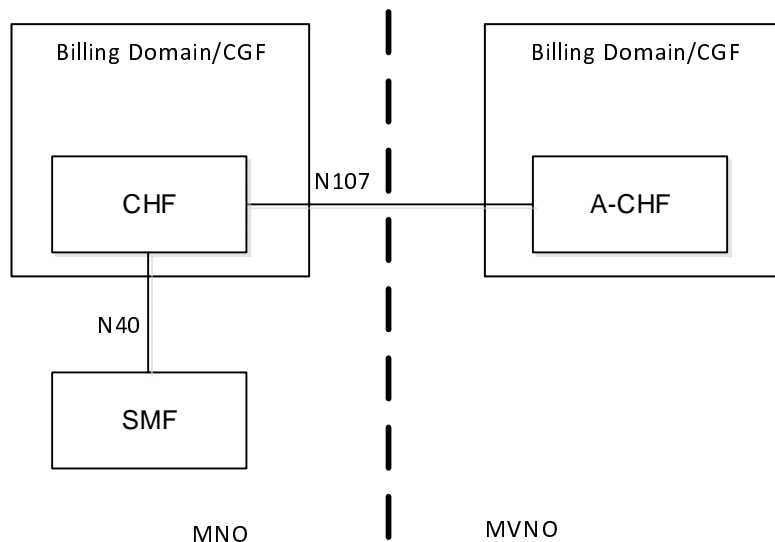 Billing Domain/CGF
Billing Domain/CGF
N107
CHF
A-CHF
N40
SMF
MNO
MVNO